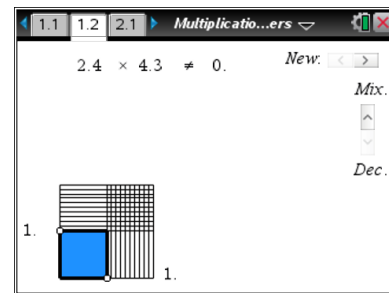 1.1 1.2 2.1 Multiplicatio...ers
2.4 × 4.3 ≠ 0. New:
Mix.
Dec.
1.
1.